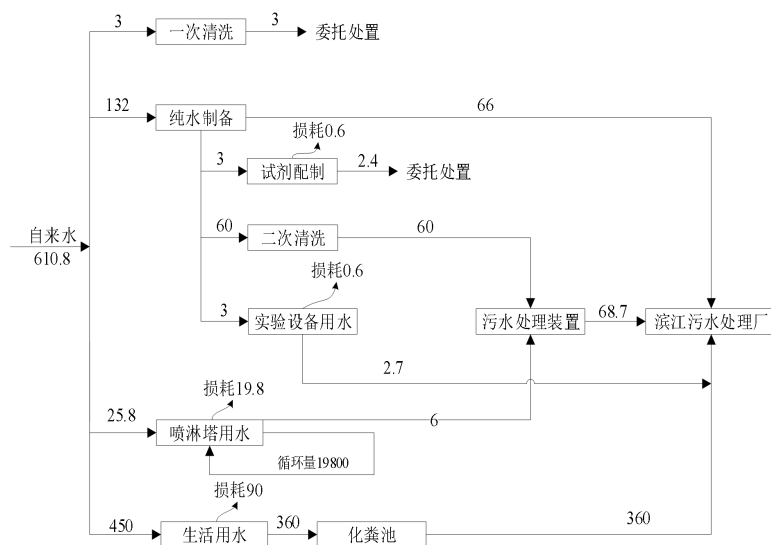 3
一次清洗
3
委托处置
132
纯水制备
66
损耗0.6
3
试剂配制
2.4
委托处置
自来水
610.8
60
二次清洗
60
损耗0.6
3
实验设备用水
污水处理装置
68.7
滨江污水处理厂
2.7
损耗19.8
25.8
喷淋塔用水
6
循环量19800
损耗90
450
生活用水
360
化粪池
360